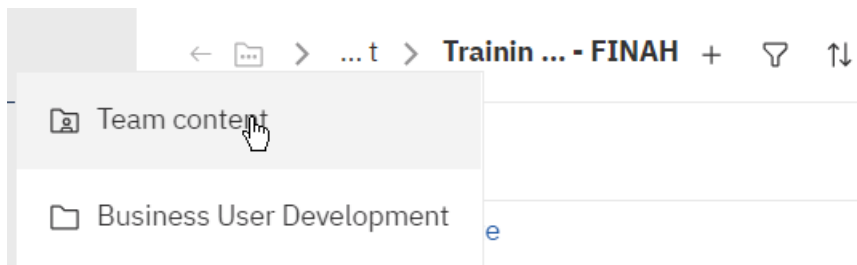 ... t > Trainin ... - FINAH +
Team content
Business User Development
e